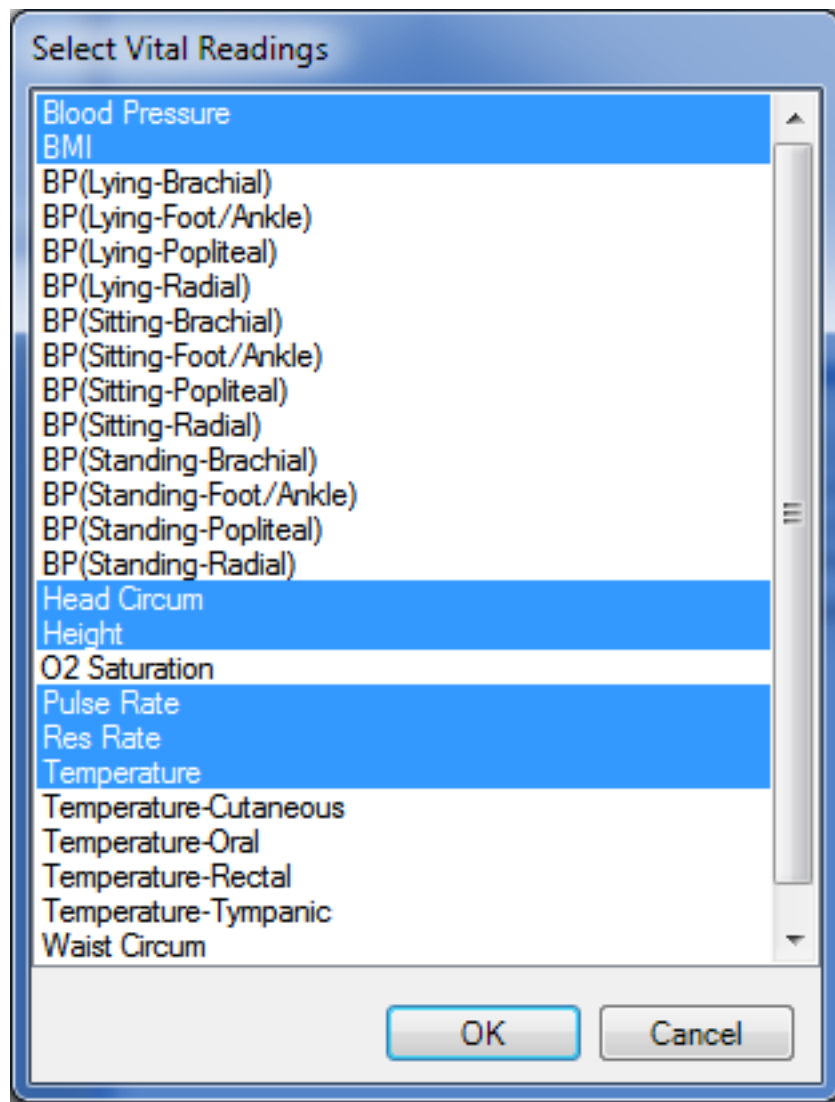 Select Vital Readings
Blood Pressure
BMI
BP(Lying-Brachial)
BP(Lying-Foot/Ankle)
BP(Lying-Popliteal)
BP(Lying-Radial)
BP(Sitting-Brachial)
BP(Sitting-Foot/Ankle)
BP(Sitting-Popliteal)
BP(Sitting-Radial)
BP(Standing-Brachial)
BP(Standing-Foot/Ankle)
BP(Standing-Popliteal)
BP(Standing-Radial)
Head Circum
Height
O2 Saturation
Pulse Rate
Res Rate
Temperature
Temperature-Cutaneous
Temperature-Oral
Temperature-Rectal
Temperature-Tympanic
Waist Circum
OK Cancel